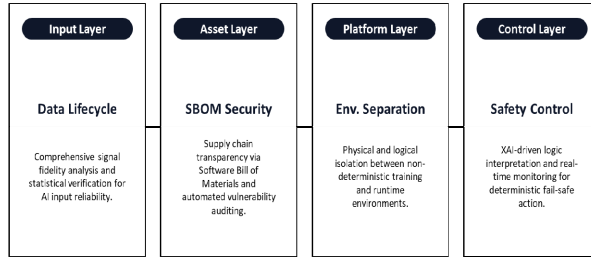 Input Layer
Data Lifecycle
Comprehensive signal
fidelity analysis and
statistical verification for
AI input reliability.
Asset Layer
SBOM Security
Supply chain
transparency via
Software Bill of
Materials and
automated vulnerability
auditing.
Platform Layer
Env. Separation
Physical and logical
isolation between non-
deterministic training
and runtime
environments.
Control Layer
Safety Control
XAI-driven logic
interpretation and real-
time monitoring for
deterministic fail-safe
action.